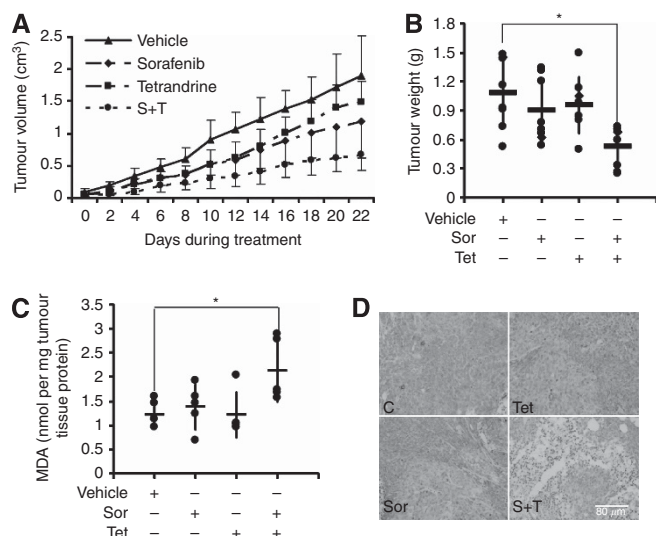 A
Tumour volume (cm3)
2.5
2
1.5
1
0.5
0
Vehicle
Sorafenib
Tetrandrine
S+T
0 2 4 6 8 10 12 14 16 18 20 22
Days during treatment
B
Tumour weight (g)
1.8
1.5
1.2
0.9
0.6
0.3
0
*
Vehicle + – – –
Sor – + – +
Tet – – + +
C
MDA (nmol per mg tumour
tissue protein)
3.5
3
2.5
2
1.5
1
0.5
0
*
Vehicle + – – –
Sor – + – +
Tet – – + +
D
C Tet
Sor S+T
80 μm